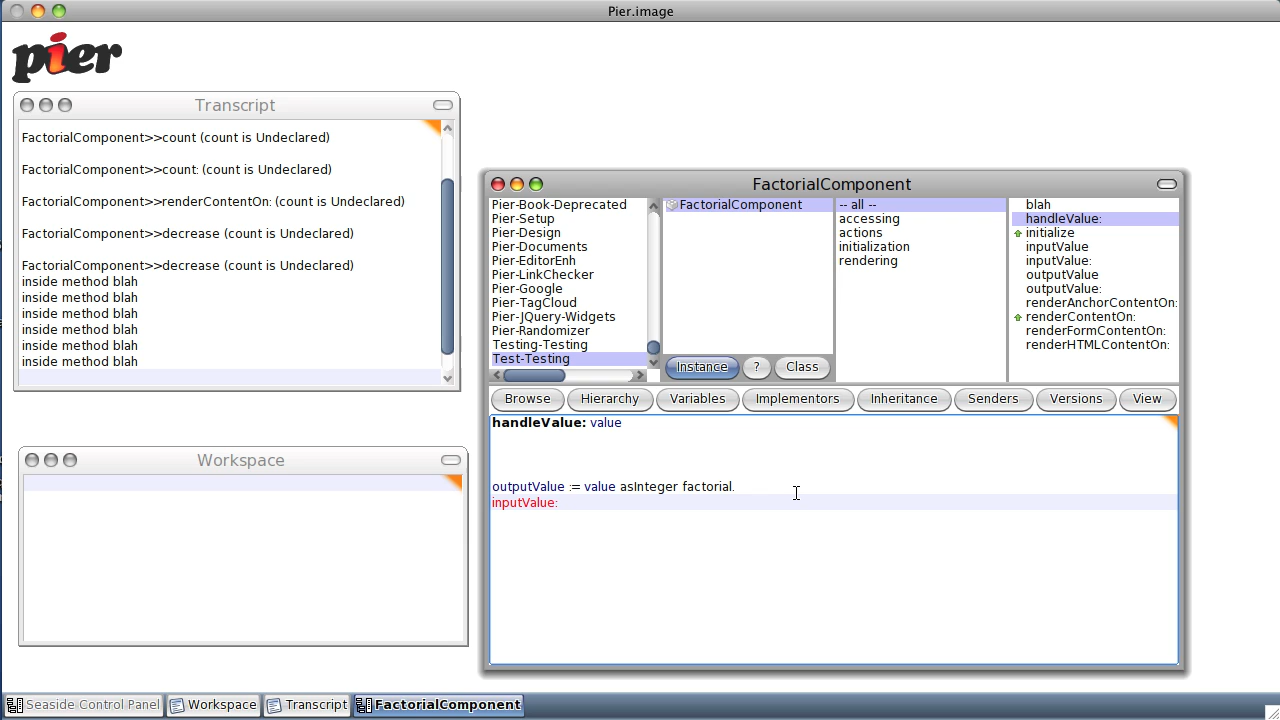 Pier.image
pier
Transcript
FactorialComponent>>count (count is Undeclared)
FactorialComponent>>count: (count is Undeclared)
FactorialComponent>>renderContentOn: (count is Undeclared)
FactorialComponent>>decrease (count is Undeclared)
FactorialComponent>>decrease (count is Undeclared)
inside method blah
inside method blah
inside method blah
inside method blah
inside method blah
inside method blah
Workspace
FactorialComponent
Pier-Book-Deprecated
Pier-Setup
Pier-Design
Pier-Documents
Pier-EditorEnh
Pier-LinkChecker
Pier-Google
Pier-TagCloud
Pier-JQuery-Widgets
Pier-Randomizer
Testing-Testing
Test-Testing
FactorialComponent
Instance ? Class
-- all --
accessing
actions
initialization
rendering
blah
handleValue:
initialize
inputValue
inputValue:
outputValue
outputValue:
renderAnchorContentOn:
renderContentOn:
renderFormContentOn:
renderHTMLContentOn:
Browse Hierarchy Variables Implementors Inheritance Senders Versions View
handleValue: value
outputValue := value asInteger factorial.
inputValue:
Seaside Control Panel Workspace Transcript FactorialComponent